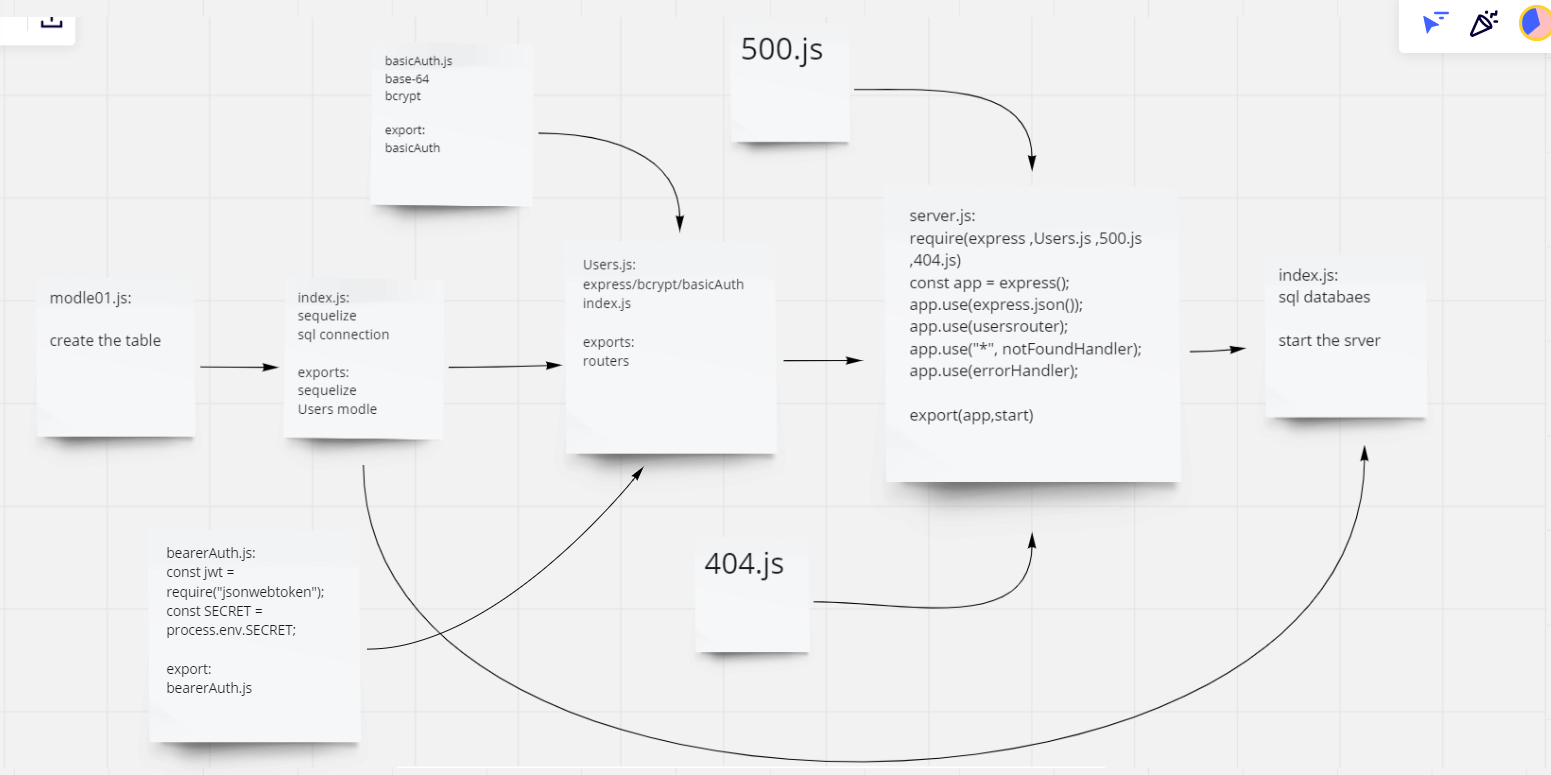 basicAuth.js
base-64
bcrypt
export:
basicAuth
500.js
modle01.js:
create the table
index.js:
sequelize
sql connection
exports:
sequelize
Users modle
Users.js:
express/bcrypt/basicAuth
index.js
exports:
routers
server.js:
require(express ,Users.js ,500.js
,404.js)
const app = express();
app.use(express.json());
app.use(usersrouter);
app.use("*", notFoundHandler);
app.use(errorHandler);
export(app,start)
index.js:
sql databaes
start the srver
bearerAuth.js:
const jwt =
require("jsonwebtoken");
const SECRET =
process.env.SECRET;
export:
bearerAuth.js
404.js